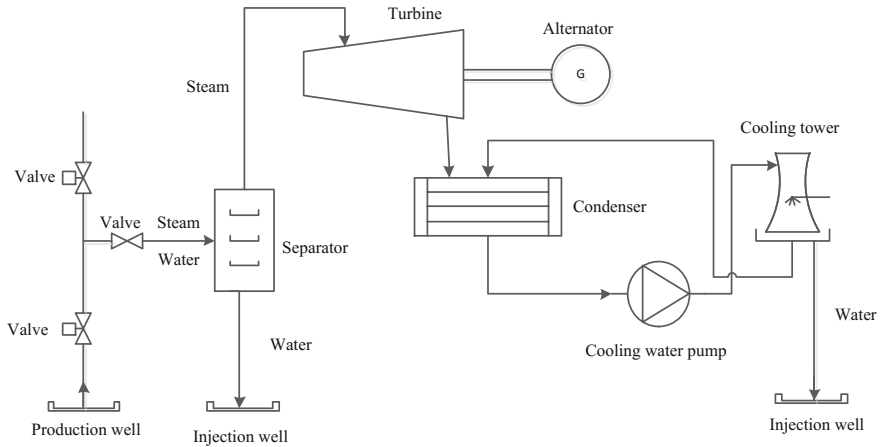 Turbine
Alternator
G
Steam
Cooling tower
Valve
Valve
Steam
Water
Separator
Condenser
Valve
Water
Cooling water pump
Water
Production well
Injection well
Injection well